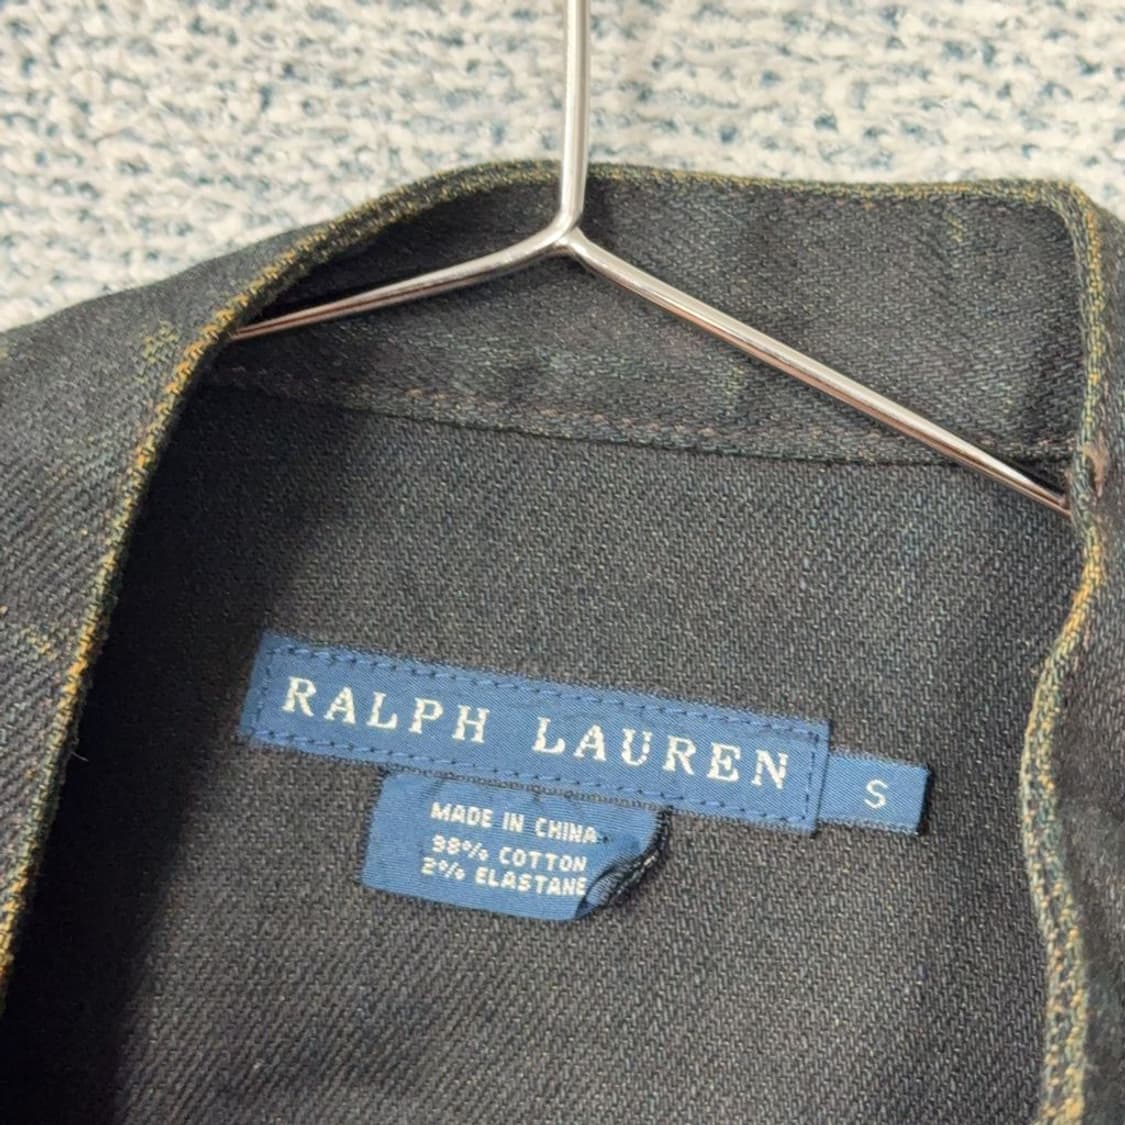 RALPH LAUREN
S
MADE IN CHINA
98% COTTON
2% ELASTANE